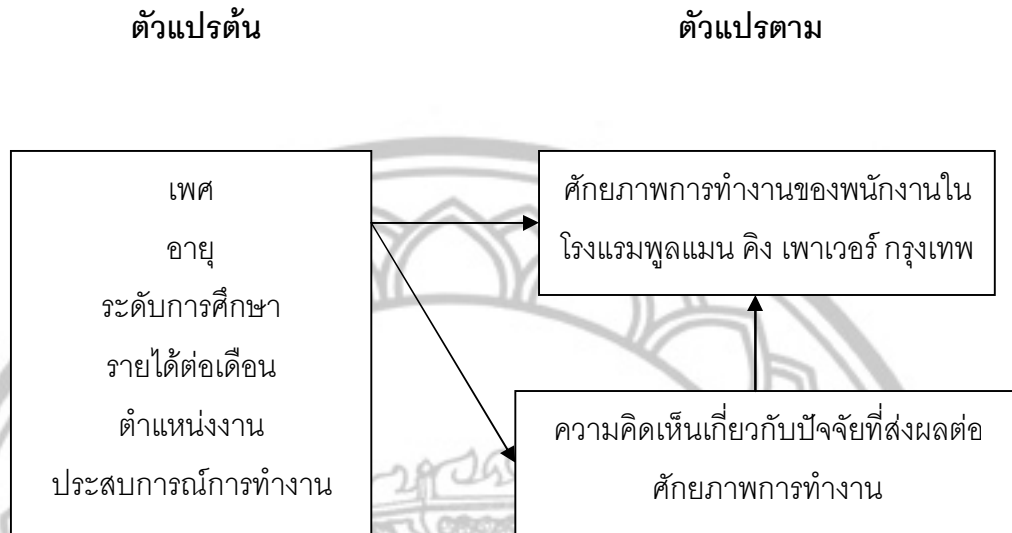 ตัวแปรต้น
ตัวแปรตาม
เพศ
อายุ
ระดับการศึกษา
รายได้ต่อเดือน
ตำแหน่งงาน
ประสบการณ์การทำงาน
ศักยภาพการทำงานของพนักงานใน
โรงแรมพูลแมน คิง เพาเวอร์ กรุงเทพ
ความคิดเห็นเกี่ยวกับปัจจัยที่ส่งผลต่อ
ศักยภาพการทำงาน